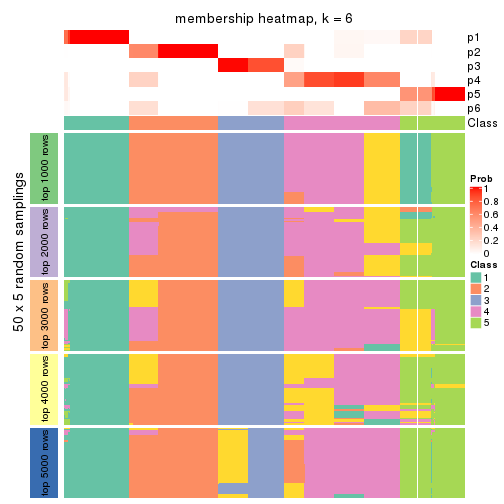 membership heatmap, k = 6
p1
p2
p3
p4
p5
p6
Class
50 x 5 random samplings
top 1000 rows
top 2000 rows
top 3000 rows
top 4000 rows
top 5000 rows
Prob
1
0.8
0.6
0.4
0.2
0
Class
1
2
3
4
5